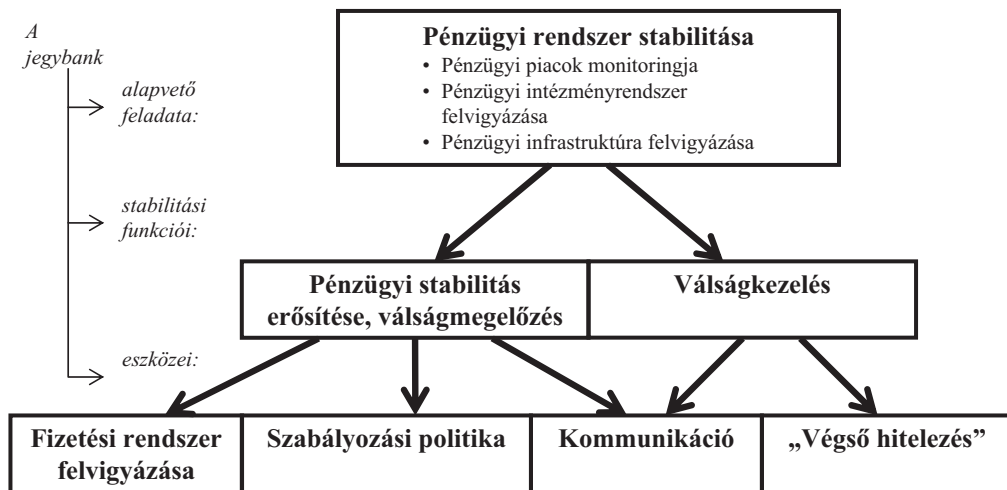 A
jegybank
alapvető
feladata:
stabilitási
funkciói:
eszközei:
Pénzügyi rendszer stabilitása
• Pénzügyi piacok monitoringja
• Pénzügyi intézményrendszer
felvigyázása
• Pénzügyi infrastruktúra felvigyázása
Pénzügyi stabilitás
erősítése, válságmegelőzés
Válságkezelés
Fizetési rendszer
felvigyázása
Szabályozási politika
Kommunikáció
„Végső hitelezés”